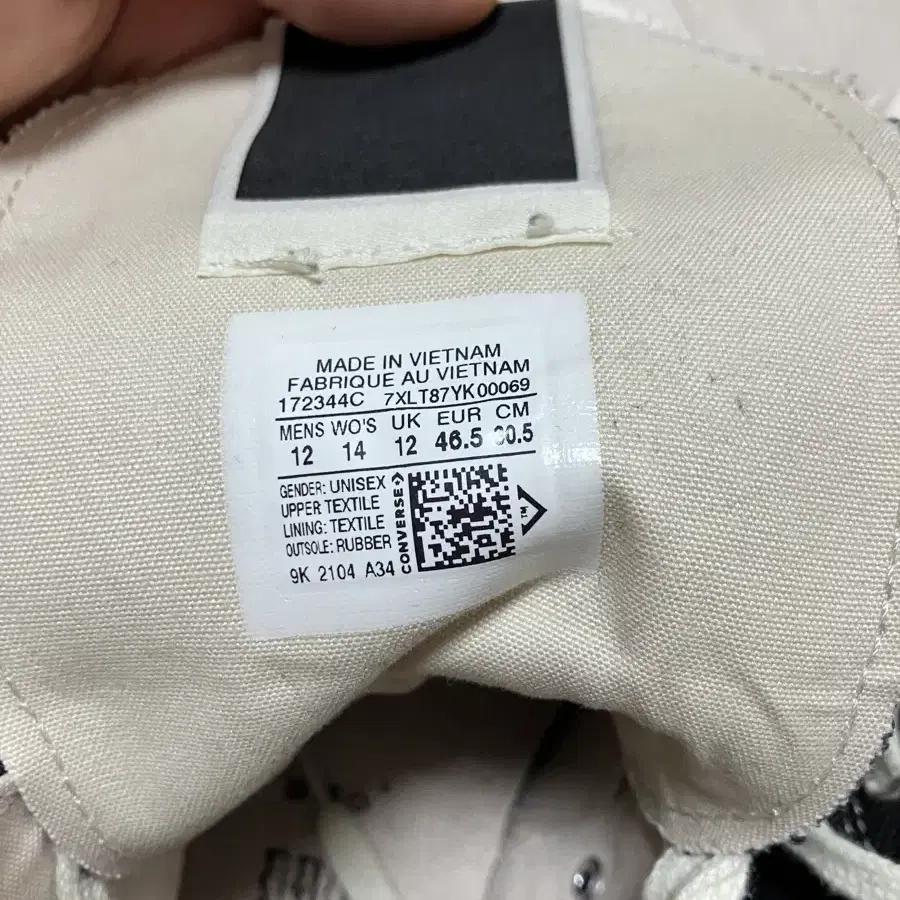 MADE IN VIETNAM
FABRIQUE AU VIETNAM
172344C 7XLT87YK00069
MENS WO'S UK EUR CM
12 14 12 46.5 30.5
GENDER: UNISEX
UPPER TEXTILE
LINING: TEXTILE
OUTSOLE: RUBBER
9K 2104 A34
CONVERSE
TM